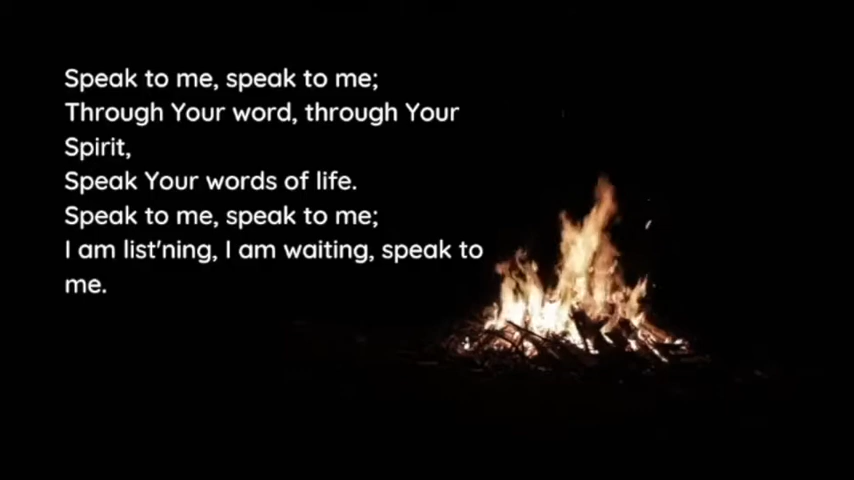 Speak to me, speak to me;
Through Your word, through Your
Spirit,
Speak Your words of life.
Speak to me, speak to me;
I am list'ning, I am waiting, speak to
me.